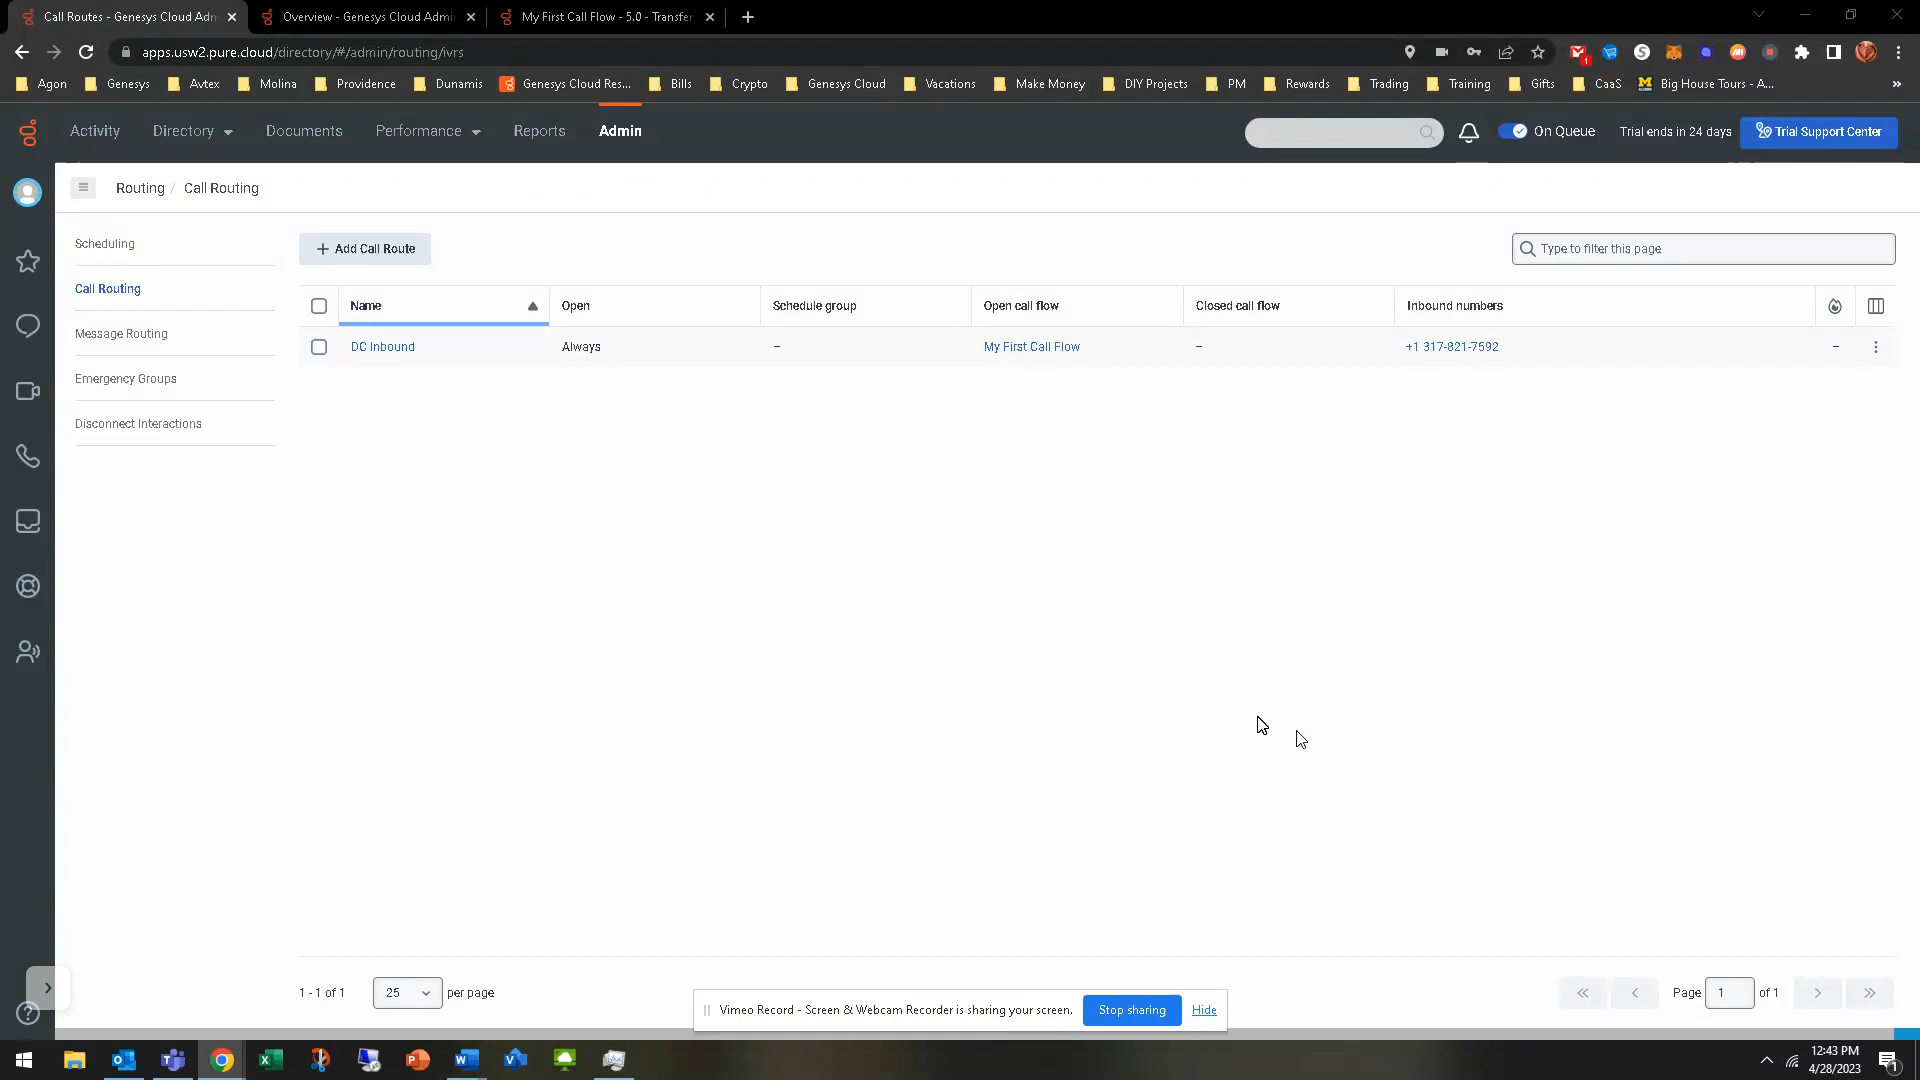 Call Routes - Genesys Cloud Adn
Overview - Genesys Cloud Admi
My First Call Flow - 5.0 - Transfer
apps.usw2.pure.cloud/directory/#/admin/routing/ivrs
1
Agon
Genesys
Avtex
Molina
Providence
Dunamis
Genesys Cloud Res...
Bills
Crypto
Genesys Cloud
Vacations
Make Money
DIY Projects
PM
Rewards
Trading
Training
Gifts
CaaS
Big House Tours - A...
»
Activity
Directory
Documents
Performance
Reports
Admin
On Queue
Trial ends in 24 days
Trial Support Center
Routing / Call Routing
Scheduling
Call Routing
Message Routing
Emergency Groups
Disconnect Interactions
+ Add Call Route
Type to filter this page
Name
Open
Schedule group
Open call flow
Closed call flow
Inbound numbers
DC Inbound
Always
–
My First Call Flow
–
+1 317-821-7592
–
1 - 1 of 1
25
per page
Page 1 of 1
Vimeo Record - Screen & Webcam Recorder is sharing your screen.
Stop sharing
Hide
12:43 PM
4/28/2023
1